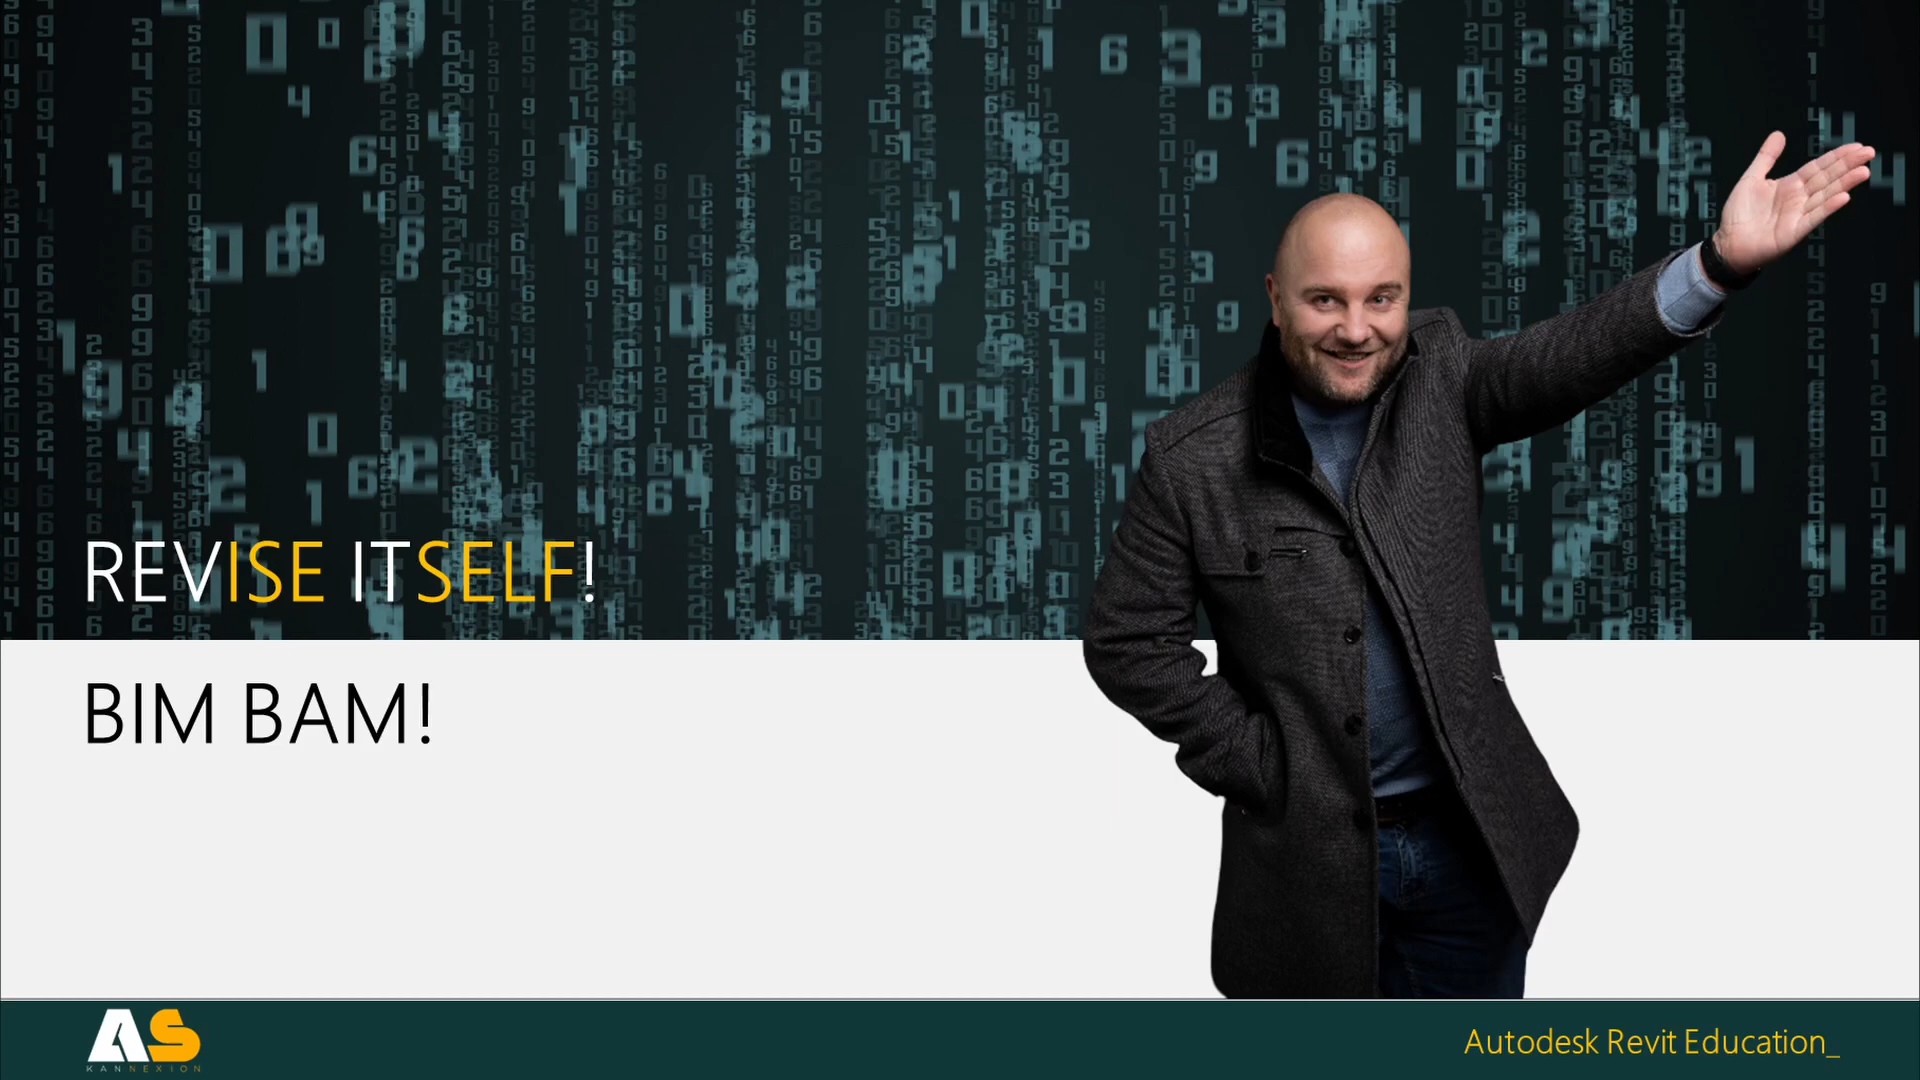 REVISE ITSELF!
BIM BAM!
AS
KANNEXION
Autodesk Revit Education_